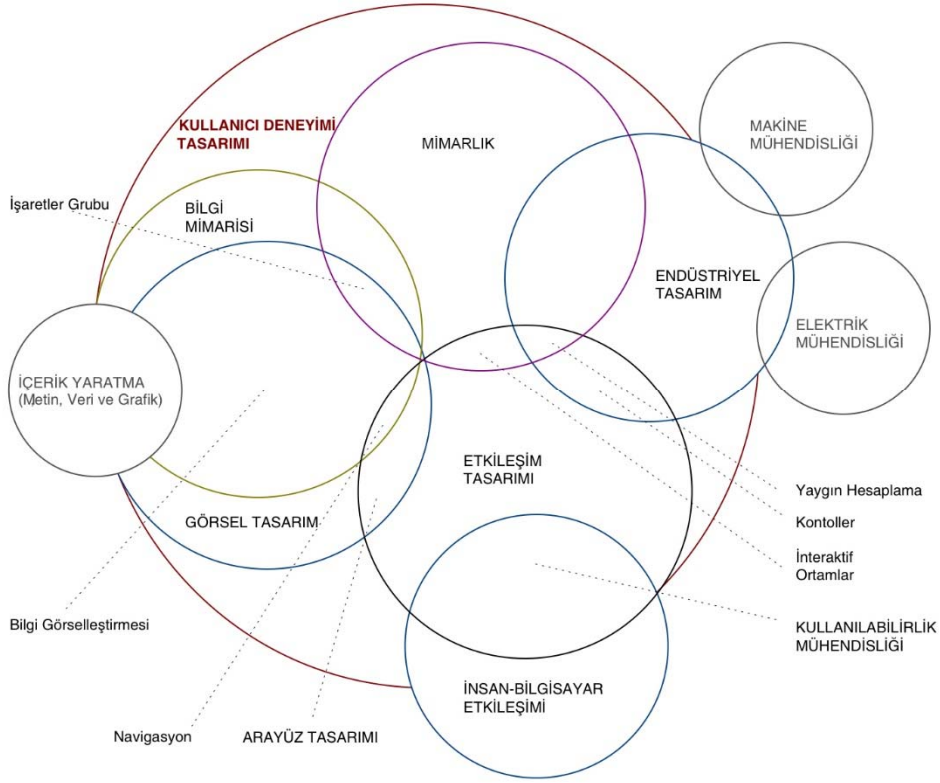 KULLANICI DENEYİMİ
TASARIMI
MİMARLIK
MAKİNE
MÜHENDİSLİĞİ
İşaretler Grubu
BİLGİ
MİMARİSİ
ENDÜSTRİYEL
TASARIM
ELEKTRİK
MÜHENDİSLİĞİ
İÇERİK YARATMA
(Metin, Veri ve Grafik)
ETKİLEŞİM
TASARIMI
Yaygın Hesaplama
GÖRSEL TASARIM
Kontoller
İnteraktif
Ortamlar
Bilgi Görselleştirmesi
KULLANILABİLİRLİK
MÜHENDİSLİĞİ
İNSAN-BİLGİSAYAR
ETKİLEŞİMİ
Navigasyon
ARAYÜZ TASARIMI